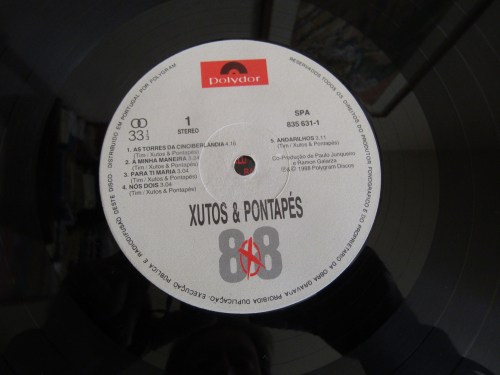 polydor
33 1/3
1
STEREO
SPA
835 631-1
1. AS TORRES DA CINCIBERLÂNDIA 4.15
(Tim / Xutos & Pontapés)
2. À MINHA MANEIRA 3.24
(Tim / Xutos & Pontapés)
3. PARA TI MARIA 3.04
(Tim / Xutos & Pontapés)
4. NÓS DOIS 3.04
(Tim / Xutos & Pontapés)
5. ANDARILHOS 3.11
(Tim / Xutos & Pontapés)
Co-Produção de Paulo Junqueiro
e Ramon Galarza
℗ © 1988 Polygram Discos
XUTOS & PONTAPÉS
88
RESERVADOS TODOS OS DIREITOS DO PRODUTOR FONOGRÁFICO E DO PROPRIETÁRIO DA OBRA GRAVADA PROIBIDA DUPLICAÇÃO, EXECUÇÃO PÚBLICA E RADIODIFUSÃO DESTE DISCO · DISTRIBUÍDO EM PORTUGAL POR POLYGRAM